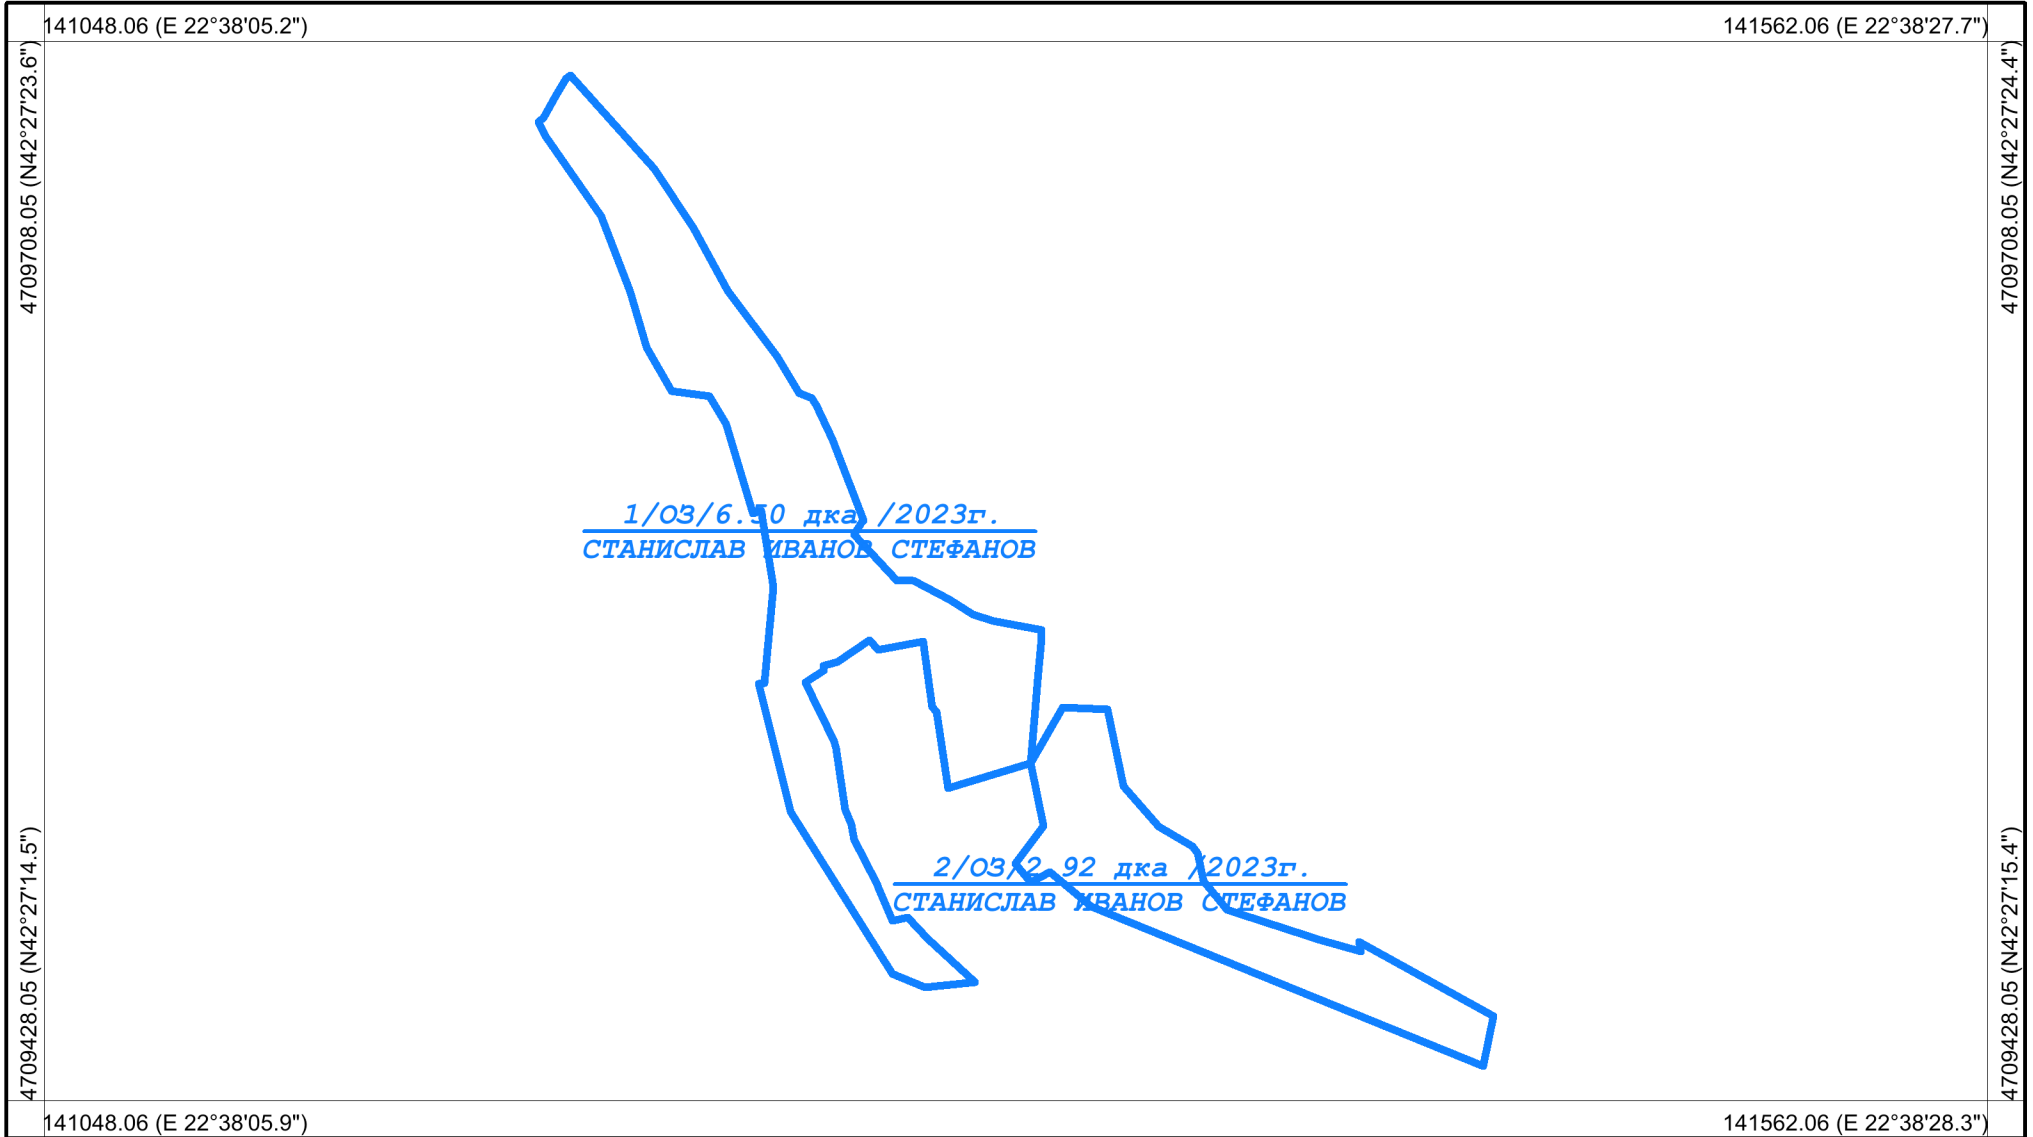 141048.06 (E 22°38'05.2")
141562.06 (E 22°38'27.7")
4709708.05 (N42°27'23.6")
4709708.05 (N42°27'24.4")
1/ОЗ/6.50 дка /2023г.
СТАНИСЛАВ ИВАНОВ СТЕФАНОВ
2/ОЗ/2.92 дка /2023г.
СТАНИСЛАВ ИВАНОВ СТЕФАНОВ
4709428.05 (N42°27'14.5")
4709428.05 (N42°27'15.4")
141048.06 (E 22°38'05.9")
141562.06 (E 22°38'28.3")